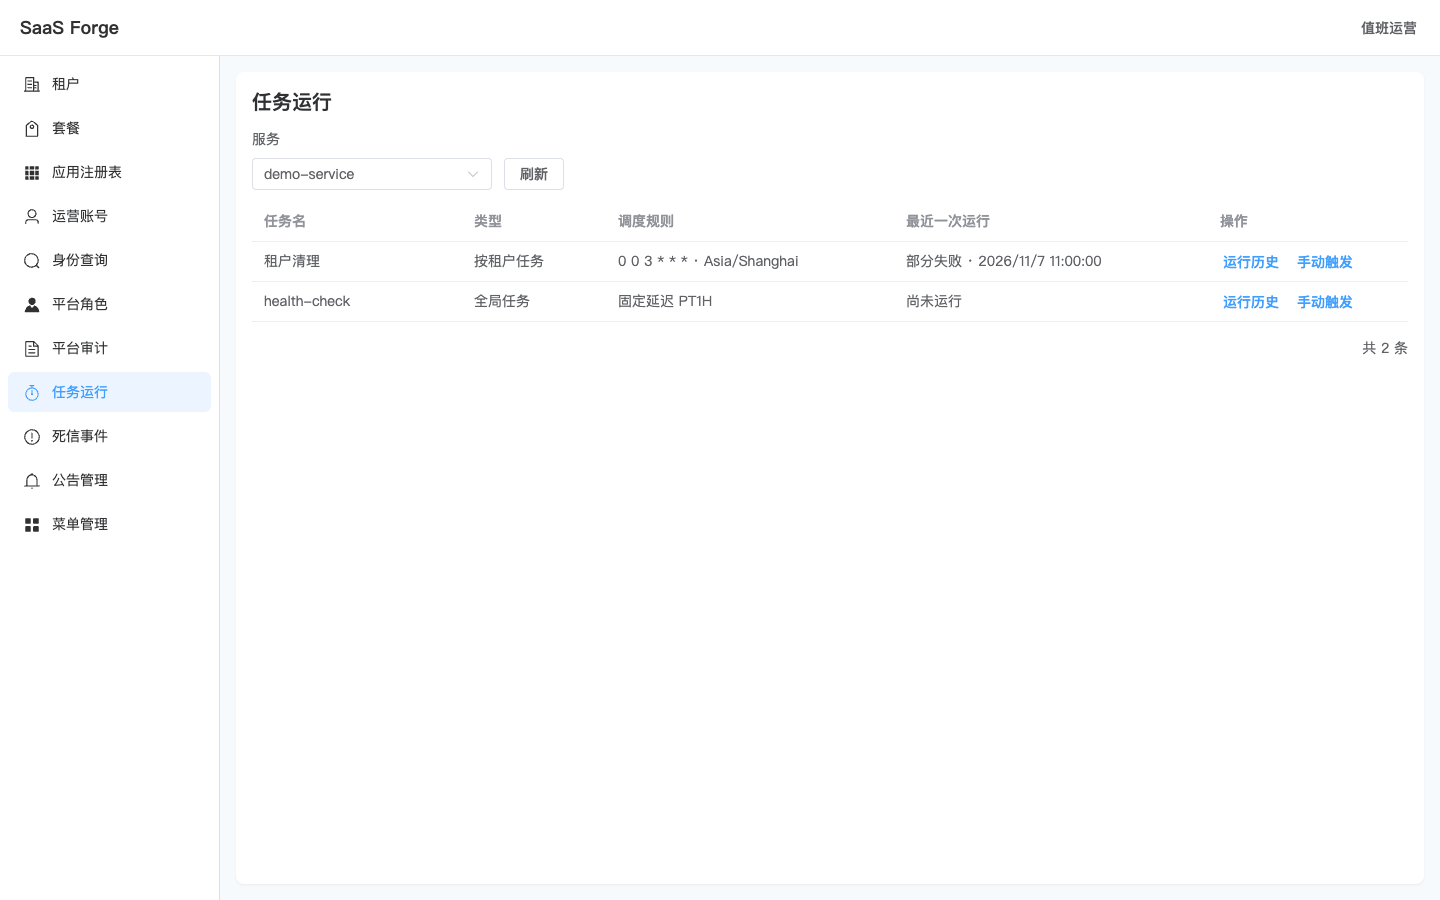 SaaS Forge
值班运营
租户
套餐
应用注册表
运营账号
身份查询
平台角色
平台审计
任务运行
死信事件
公告管理
菜单管理
任务运行
服务
demo-service
刷新
任务名 类型 调度规则 最近一次运行 操作
租户清理 按租户任务 0 0 3 * * * · Asia/Shanghai 部分失败 · 2026/11/7 11:00:00 运行历史 手动触发
health-check 全局任务 固定延迟 PT1H 尚未运行 运行历史 手动触发
共 2 条